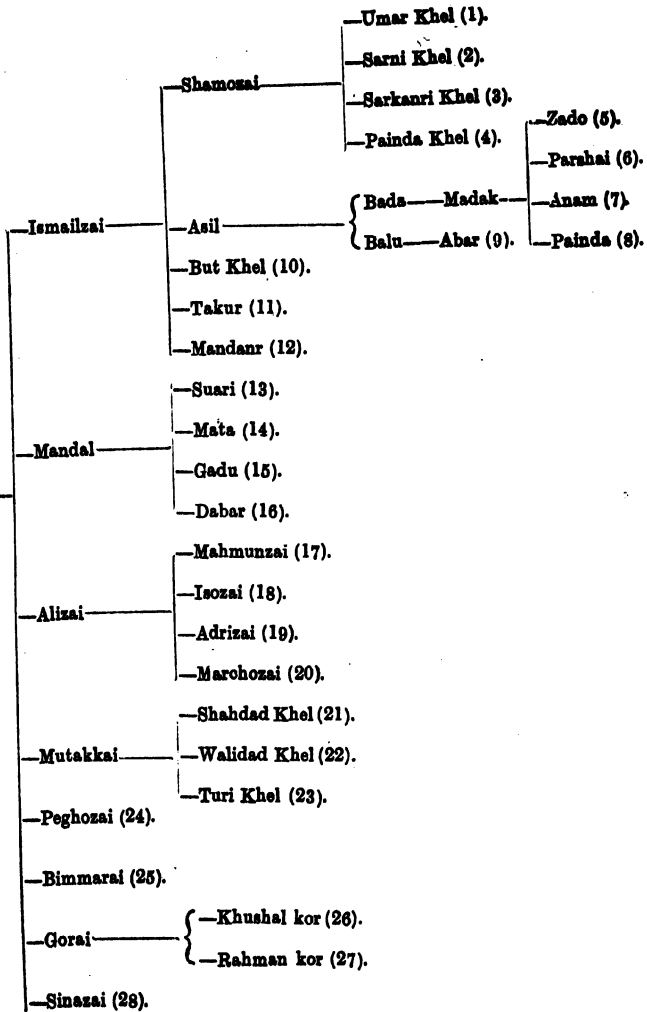 Umar Khel (1).
Sarni Khel (2).
Shamozai
Sarkanri Khel (3).
Zado (5).
Painda Khel (4).
Parshai (6).
Bada Madak Anam (7).
Ismailzai Asil
Balu Abar (9). Painda (8).
But Khel (10).
Takur (11).
Mandanr (12).
Suari (13).
Mata (14).
Mandal
Gadu (15).
Dabar (16).
Mahmunzai (17).
Isozai (18).
Alizai
Adrizai (19).
Marohozai (20).
Shahdad Khel (21).
Mutakkai Walidad Khel (22).
Turi Khel (23).
Peghozai (24).
Bimmarai (25).
Khushal kor (26).
Gorai
Rahman kor (27).
Sinazai (28).